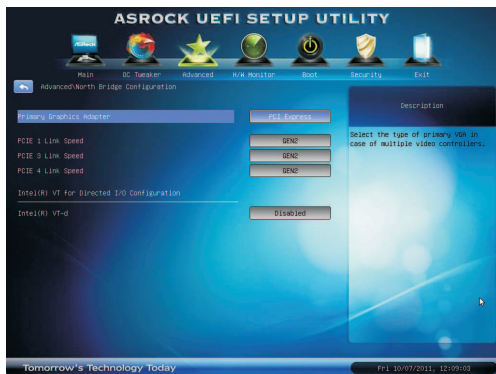 ASROCK UEFI SETUP UTILITY
ASRock
Main OC Tweaker Advanced H/W Monitor Boot Security Exit
Advanced\North Bridge Configuration
Description
Primary Graphics Adapter PCI Express
Select the type of primary VGA in
case of multiple video controllers.
PCIE 1 Link Speed GEN2
PCIE 3 Link Speed GEN2
PCIE 4 Link Speed GEN2
Intel(R) VT for Directed I/O Configuration
Intel(R) VT-d Disabled
Tomorrow's Technology Today Fri 10/07/2011, 12:09:03